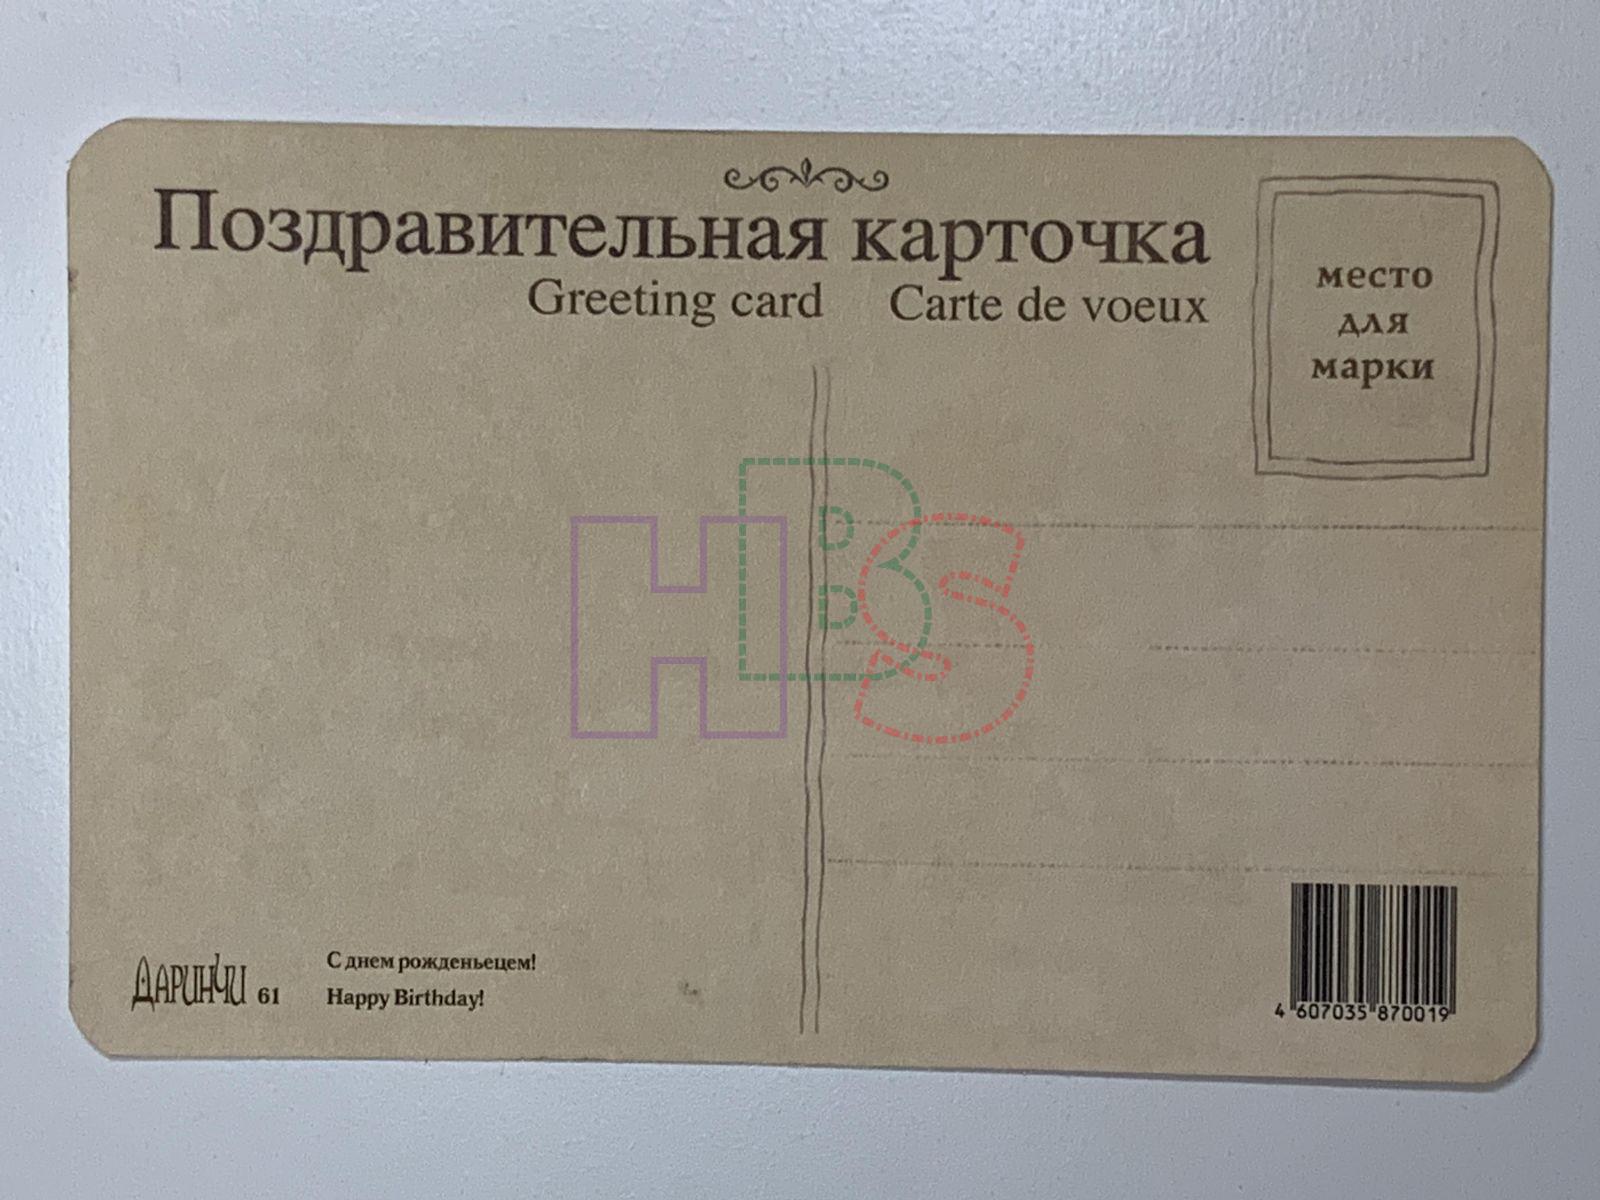 Поздравительная карточка
Greeting card Carte de voeux
место
для
марки
HBS
Даринчи 61
С днем рожденьецем!
Happy Birthday!
4 607035 870019